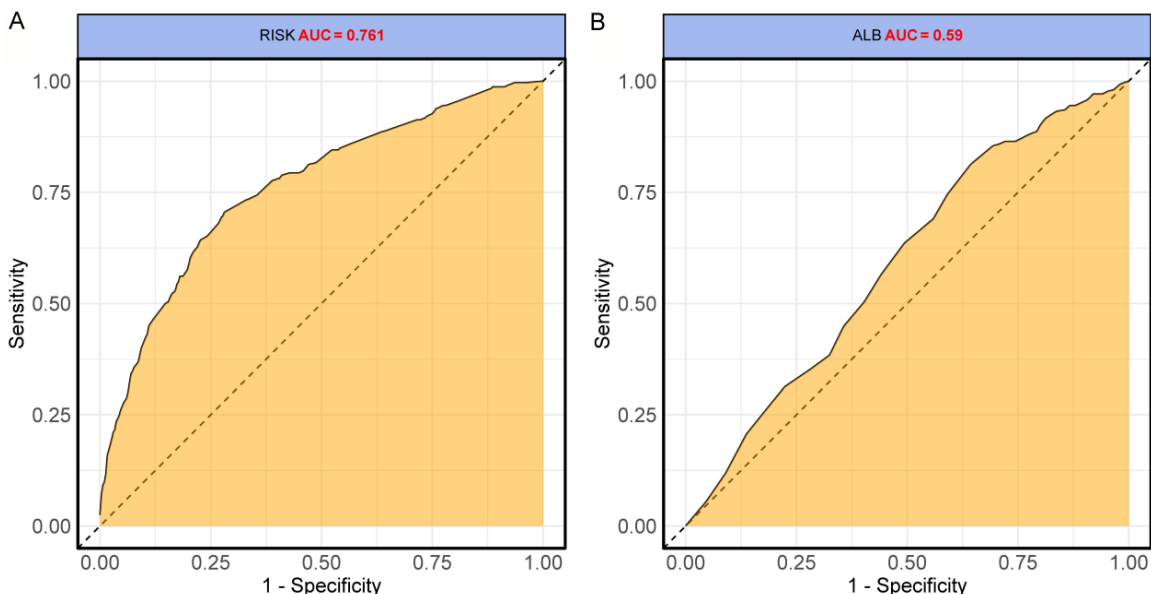 A
RISK AUC = 0.761
1.00
0.75
0.50
0.25
0.00
Sensitivity
0.00 0.25 0.50 0.75 1.00
1 - Specificity
B
ALB AUC = 0.59
1.00
0.75
0.50
0.25
0.00
Sensitivity
0.00 0.25 0.50 0.75 1.00
1 - Specificity